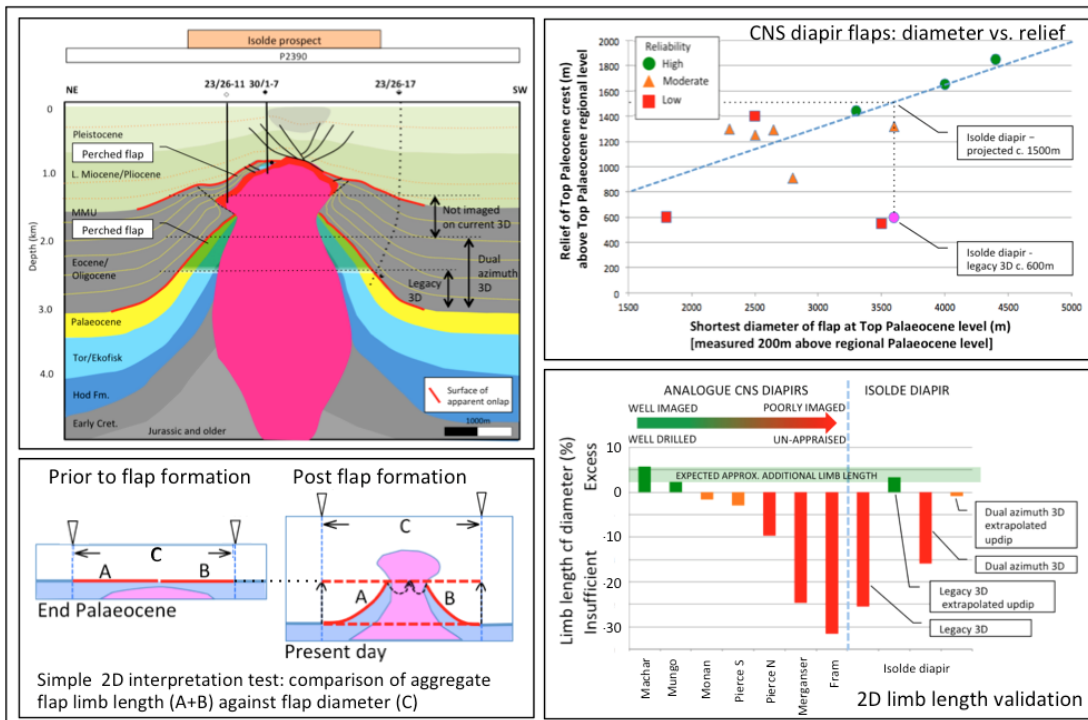 Isolde prospect
P2390
NE
23/26-11 30/1-7
23/26-17
SW
0
Pleistocene
Perched flap
L. Miocene/Pliocene
1.0
MMU
Perched flap
Not imaged
on current 3D
2.0
Depth (km)
Eocene/
Oligocene
Dual
azimuth
3D
Legacy
3D
3.0
Palaeocene
Tor/Ekofisk
4.0
Hod Fm.
Early Cret.
Jurassic and older
Surface of
apparent onlap
1000m
CNS diapir flaps: diameter vs. relief
Reliability
High
Moderate
Low
2000
1800
1600
1400
1200
1000
800
600
400
200
0
Relief of Top Paleocene crest (m)
above Top Palaeocene regional level
Isolde diapir –
projected c. 1500m
Isolde diapir -
legacy 3D c. 600m
1500 2000 2500 3000 3500 4000 4500 5000
Shortest diameter of flap at Top Palaeocene level (m)
[measured 200m above regional Palaeocene level]
Prior to flap formation
C
A B
End Palaeocene
Post flap formation
C
A B
Present day
Simple 2D interpretation test: comparison of aggregate
flap limb length (A+B) against flap diameter (C)
ANALOGUE CNS DIAPIRS
ISOLDE DIAPIR
WELL IMAGED POORLY IMAGED
WELL DRILLED UN-APPRAISED
EXPECTED APPROX. ADDITIONAL LIMB LENGTH
10
0
-10
-20
-30
Limb length cf diameter (%)
Insufficient Excess
Dual azimuth 3D
extrapolated
updip
Dual azimuth 3D
Legacy 3D
extrapolated updip
Legacy 3D
Machar
Mungo
Monan
Pierce S
Pierce N
Merganser
Fram
Isolde diapir
2D limb length validation